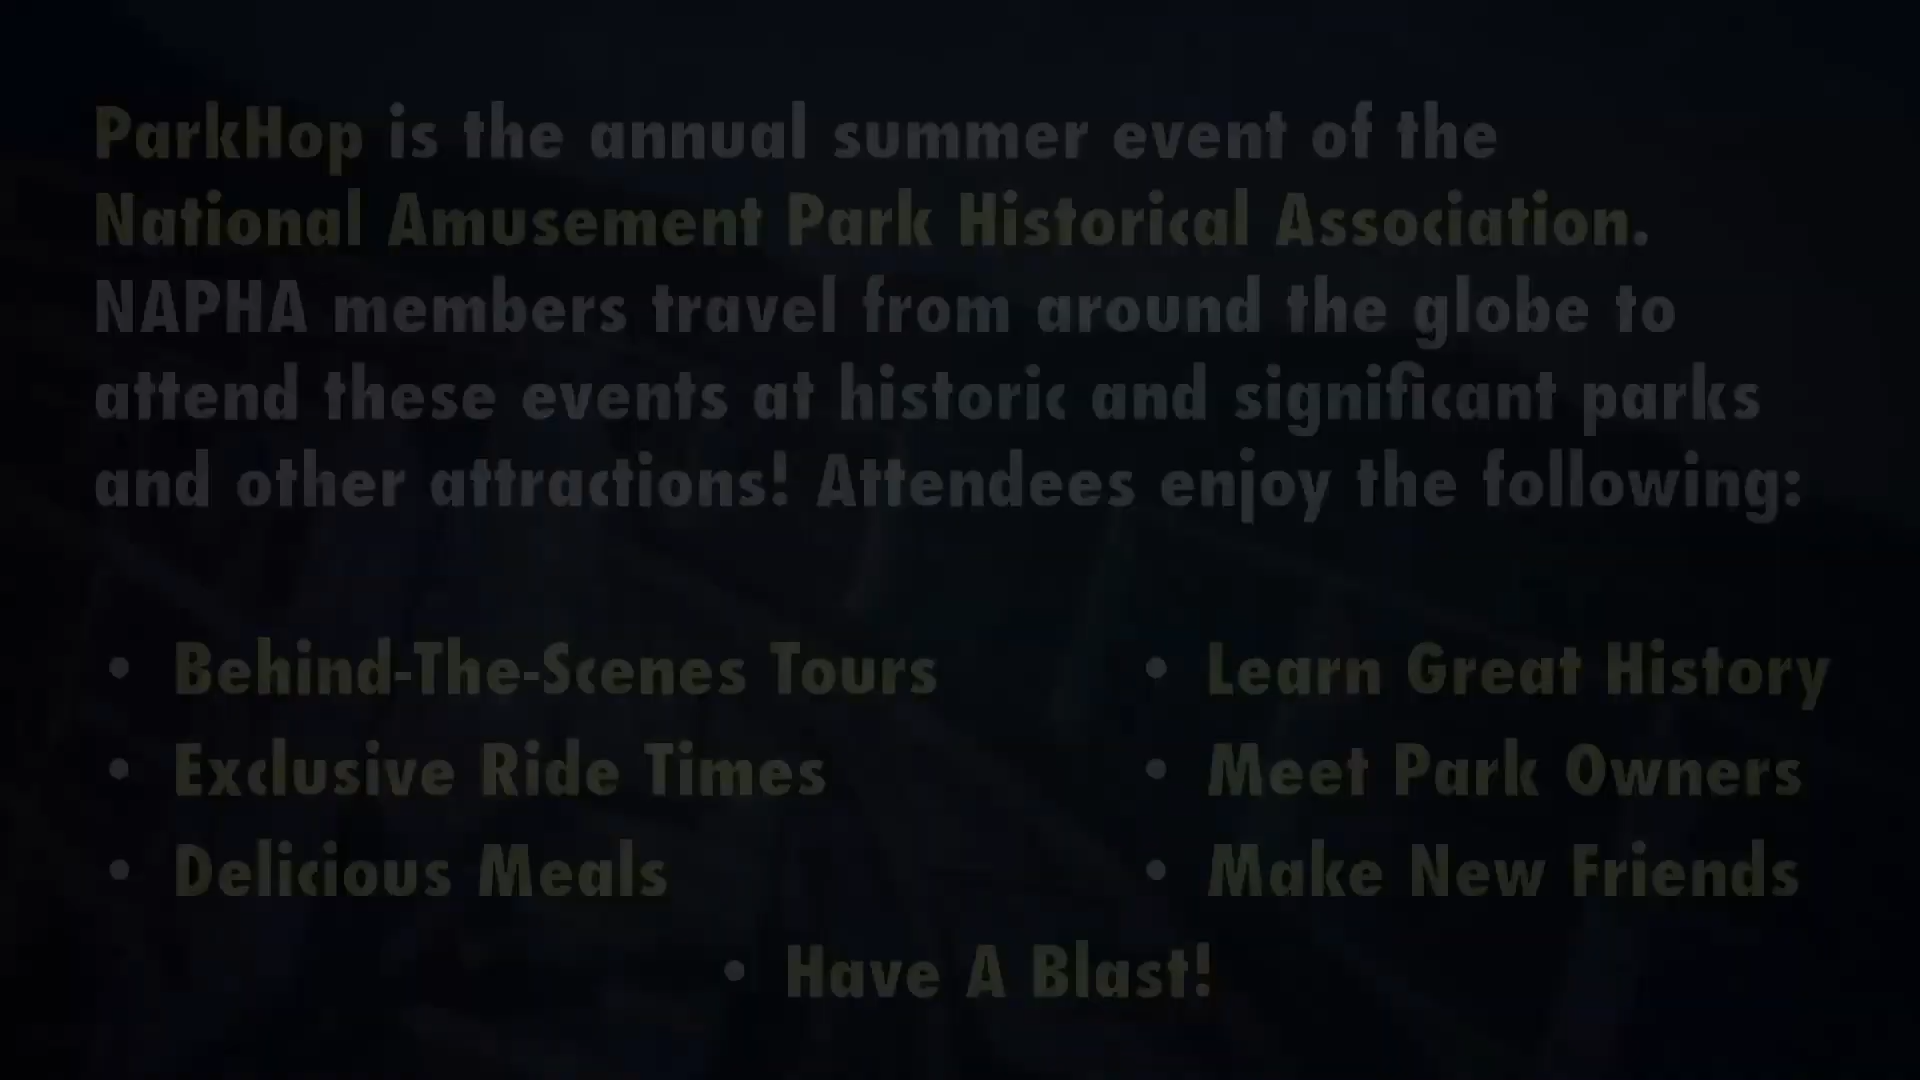 ParkHop is the annual summer event of the
National Amusement Park Historical Association.
NAPHA members travel from around the globe to
attend these events at historic and significant parks
and other attractions! Attendees enjoy the following:
• Behind-The-Scenes Tours
• Exclusive Ride Times
• Delicious Meals
• Learn Great History
• Meet Park Owners
• Make New Friends
• Have A Blast!